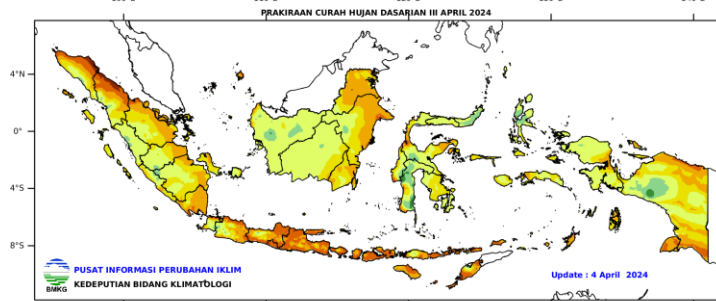 PRAKIRAAN CURAH HUJAN DASARIAN III APRIL 2024
4°N
0°
4°S
8°S
PUSAT INFORMASI PERUBAHAN IKLIM
KEDEPUTIAN BIDANG KLIMATOLOGI
BMKG
Update : 4 April 2024